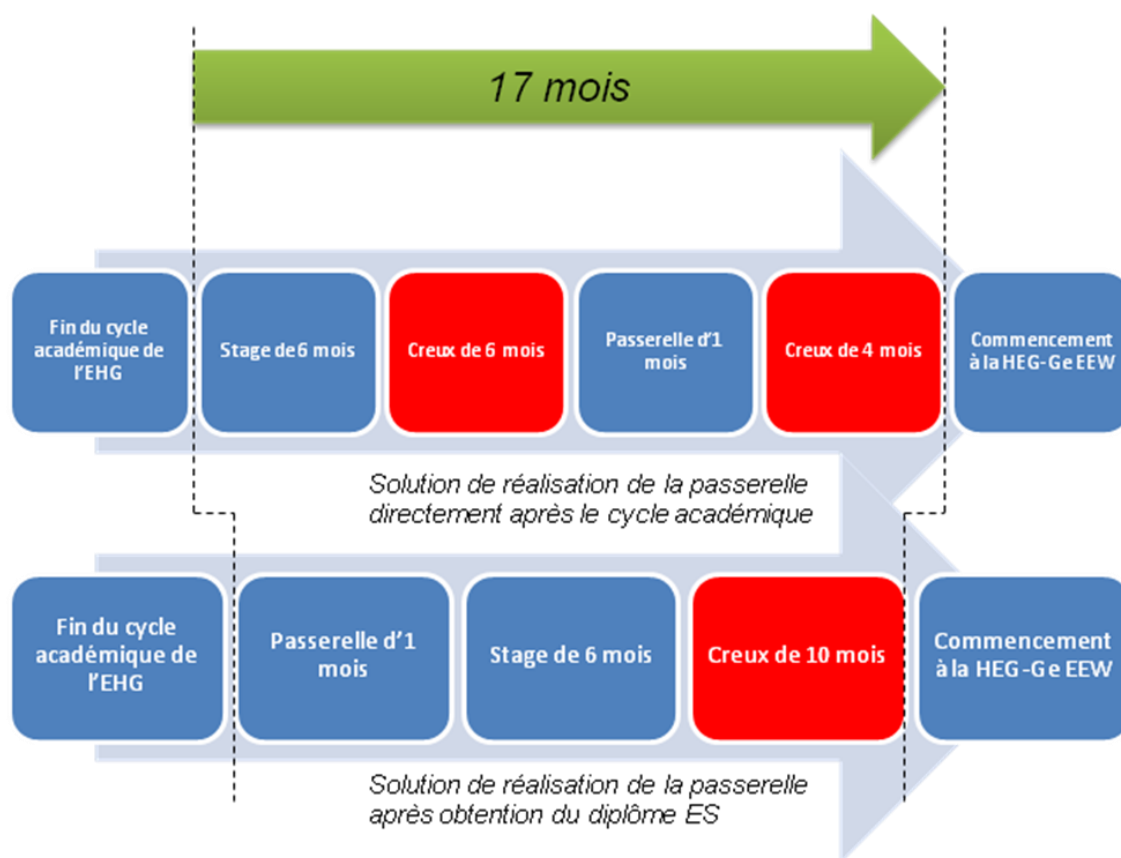 17 mois
Fin du cycle
académique de
l'EHG
Stage de 6 mois
Creux de 6 mois
Passerelle d'1
mois
Creux de 4 mois
Commencement
à la HEG-Ge EEW
Solution de réalisation de la passerelle
directement après le cycle académique
Fin du cycle
académique de
l'EHG
Passerelle d'1
mois
Stage de 6 mois
Creux de 10 mois
Commencement
à la HEG-Ge EEW
Solution de réalisation de la passerelle
après obtention du diplôme ES